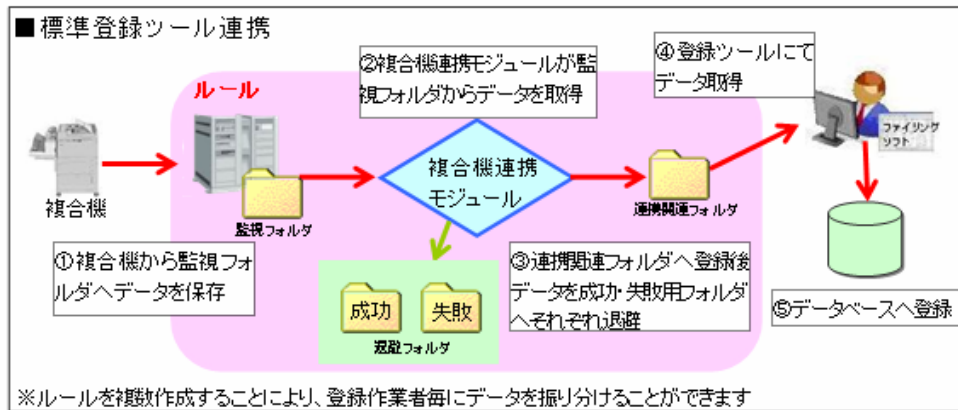 ■標準登録ツール連携
②複合機連携モジュールが監
視フォルダからデータを取得
④登録ツールにて
データ取得
ルール
ファイリング
ソフト
複合機連携
モジュール
複合機
監視フォルダ
連携関連フォルダ
①複合機から監視フォ
ルダへデータを保存
③連携関連フォルダへ登録後
データを成功・失敗用フォルダ
へそれぞれ退避
成功
失敗
退避フォルダ
⑤データベースへ登録
※ルールを複数作成することにより、登録作業者毎にデータを振り分けることができます